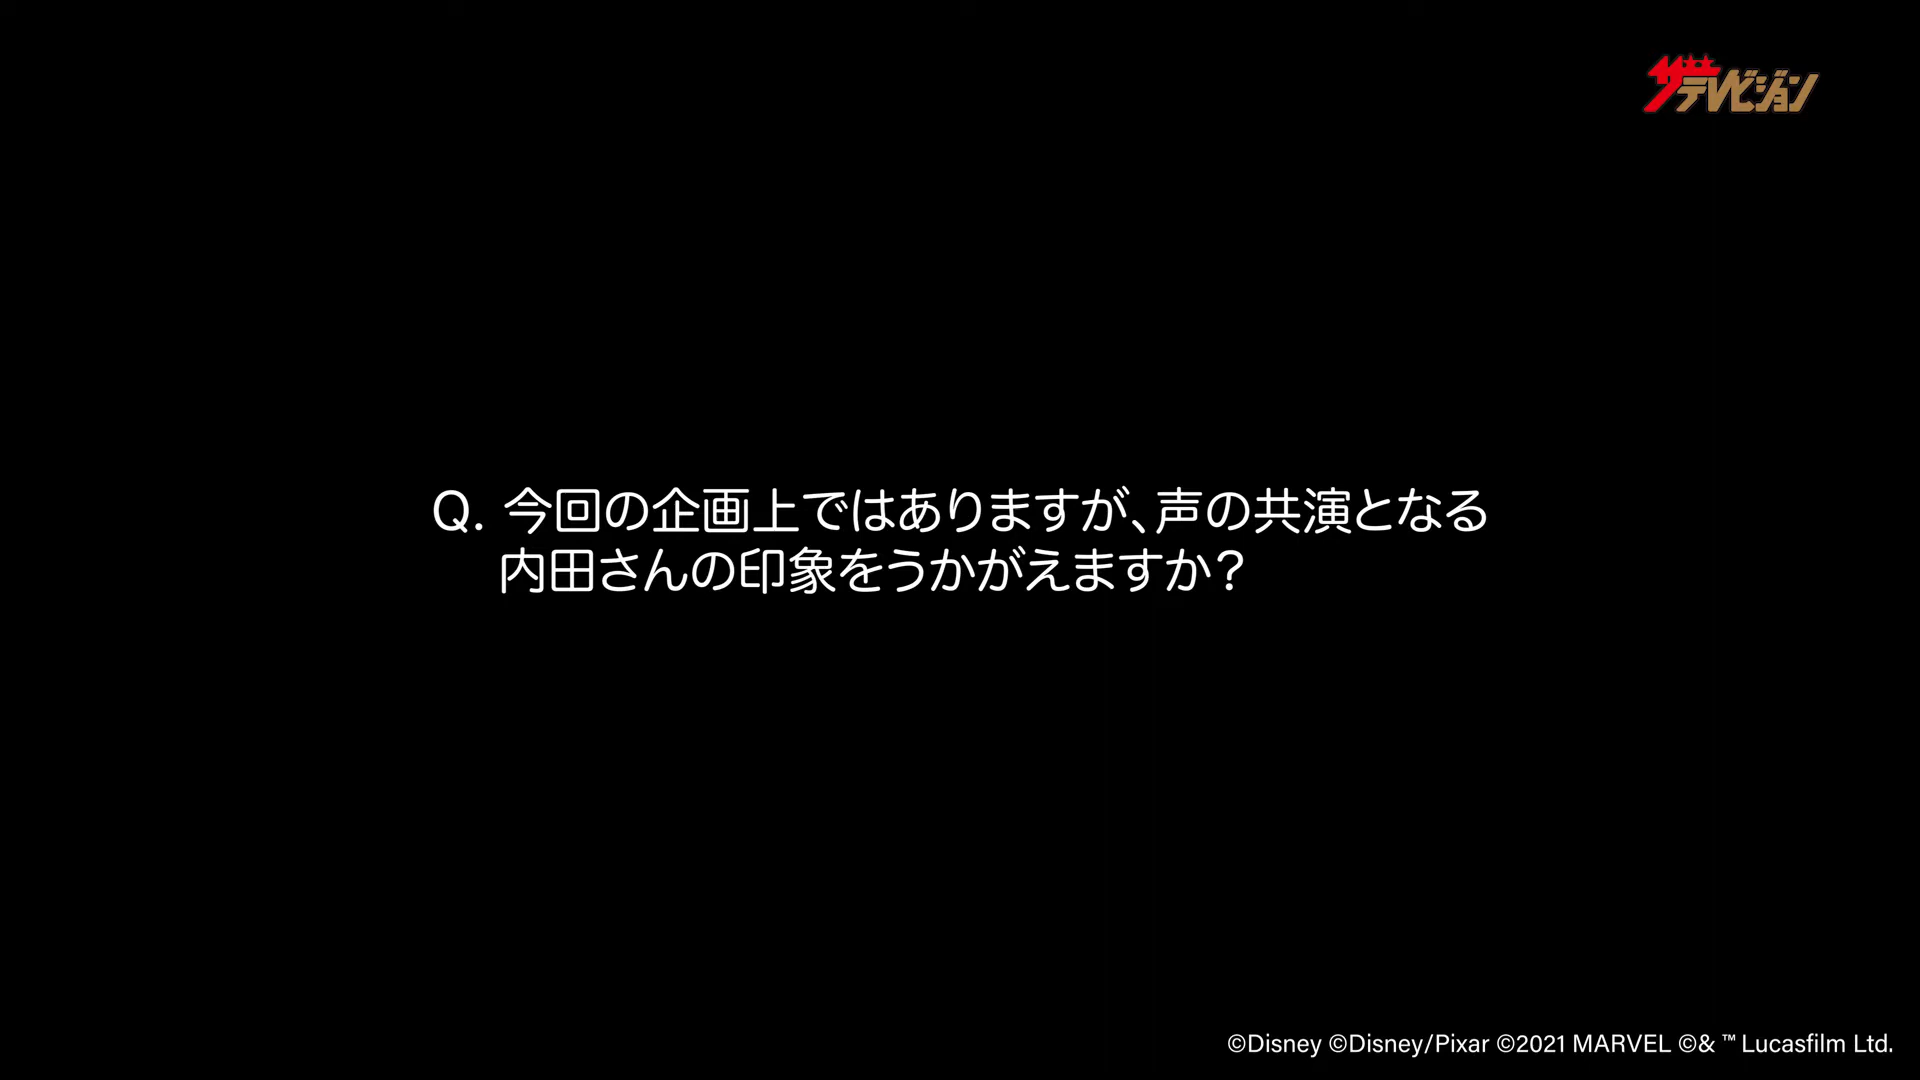 ザテレビジョン
Q. 今回の企画上ではありますが、声の共演となる
内田さんの印象をうかがえますか？
©Disney ©Disney/Pixar ©2021 MARVEL ©& ™ Lucasfilm Ltd.